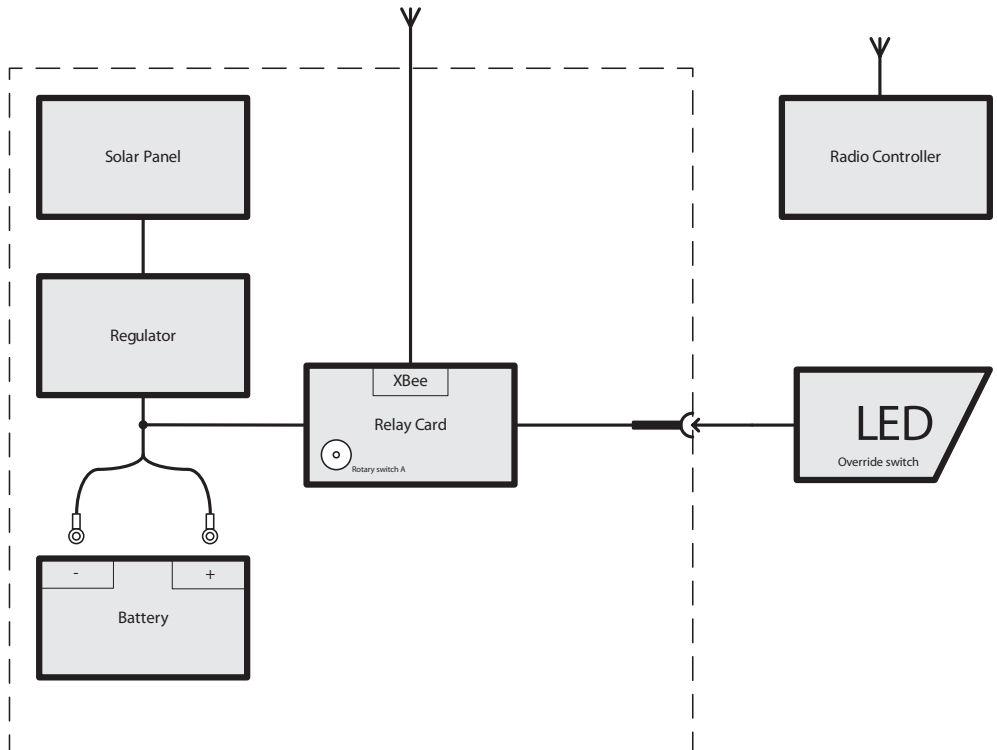 Solar Panel
Radio Controller
Regulator
XBee
Relay Card
Rotary switch A
LED
Override switch
-
+
Battery